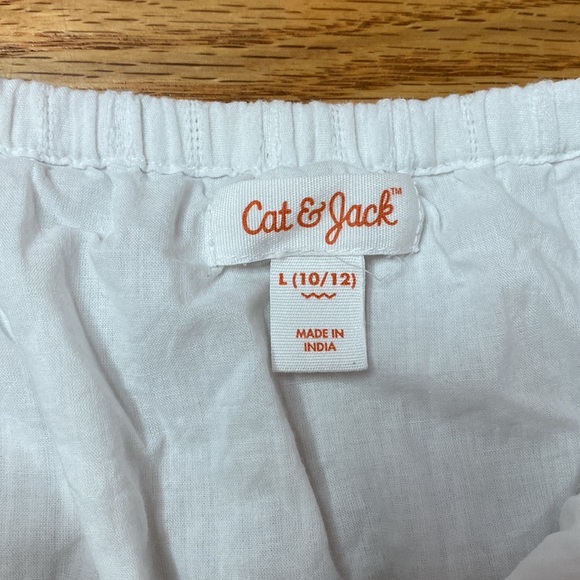 Cat & Jack™
L (10/12)
MADE IN
INDIA